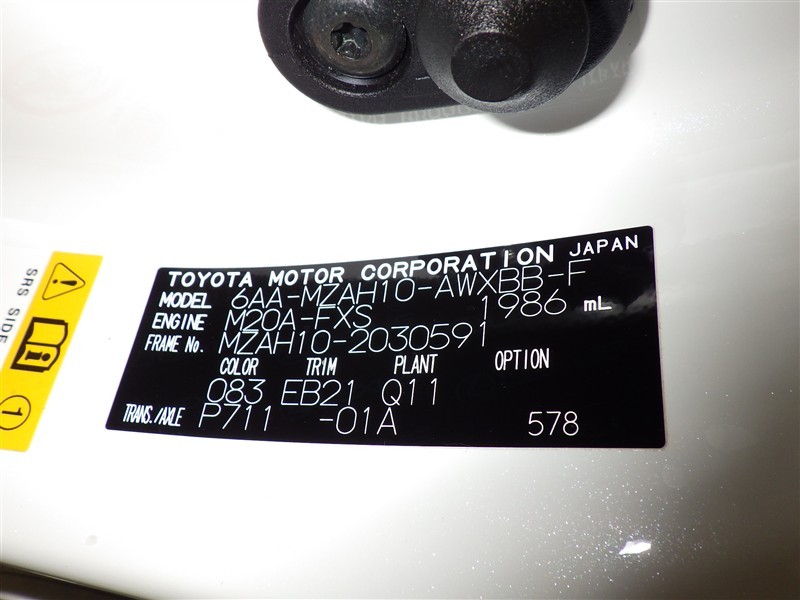 TOYOTA MOTOR CORPORATION JAPAN
MODEL 6AA-MZAH10-AWXBB-F
ENGINE M20A-FXS 1986 mL
FRAME No. MZAH10-2030591
COLOR TRIM PLANT OPTION
083 EB21 Q11
TRANS./AXLE P711 -01A 578
SRS SIDE
1